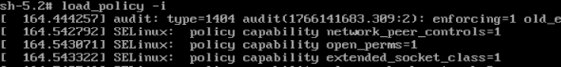 sh-5.2# load_policy -i
[  164.444257] audit: type=1404 audit(1766141683.309:2): enforcing=1 old_e
[  164.542792] SELinux:  policy capability network_peer_controls=1
[  164.543071] SELinux:  policy capability open_perms=1
[  164.543322] SELinux:  policy capability extended_socket_class=1